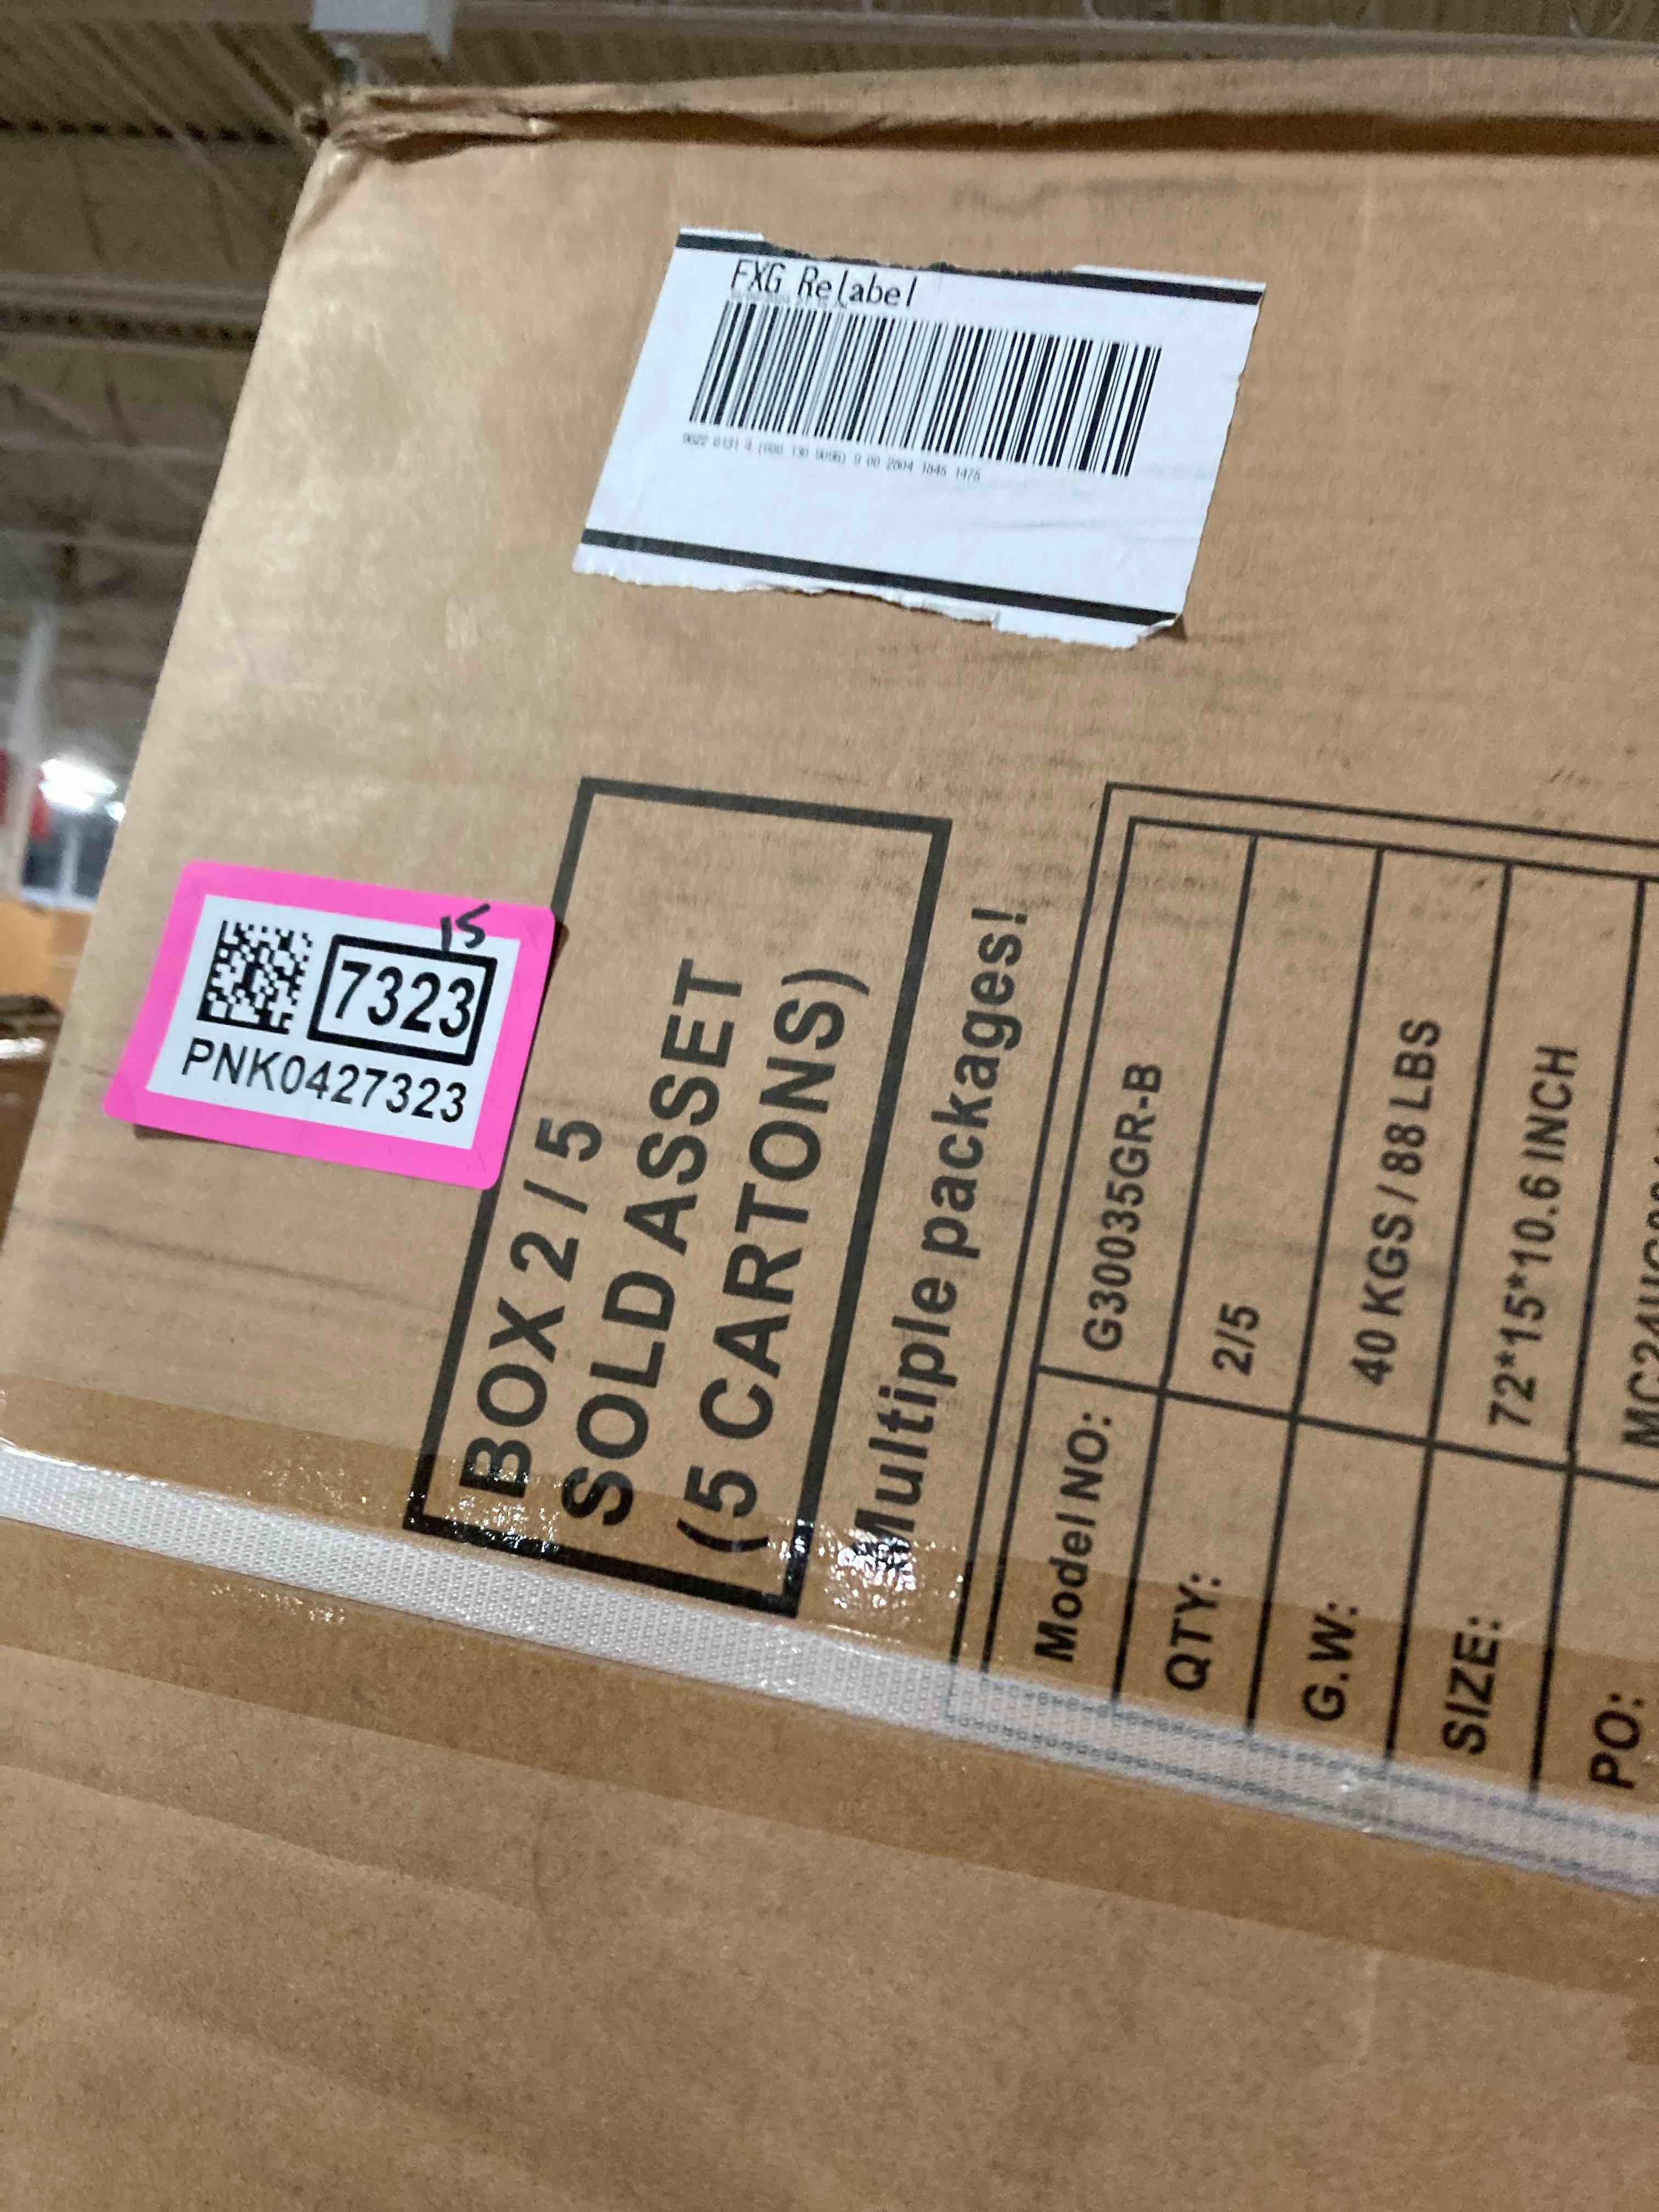 FXG Relabel
15
7323
PNK0427323
BOX 2/5
SOLD ASSET
(5 CARTONS)
Multiple packages!
Model NO: G30035GR-B
QTY: 2/5
G.W: 40 KGS / 88 LBS
SIZE: 72*15*10.6 INCH
PO: